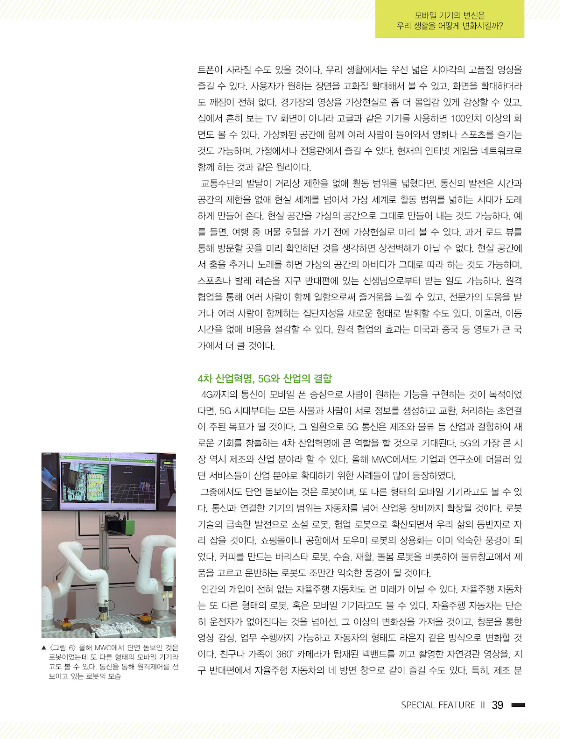 모바일 기기의 변신은
우리 생활을 어떻게 변화시킬까?
트폰이 사라질 수도 있을 것이다. 우리 생활에서는 우선 넓은 시야각의 고품질 영상을
즐길 수 있다. 사용자가 원하는 장면을 고화질 확대해서 볼 수 있고, 화면을 확대하더라
도 깨짐이 전혀 없다. 경기장의 영상을 가상현실로 좀 더 몰입감 있게 감상할 수 있고,
집에서 흔히 보는 TV 화면이 아니라 고글과 같은 기기를 사용하면 100인치 이상의 화
면도 볼 수 있다. 가상화된 공간에 함께 여러 사람이 들어와서 영화나 스포츠를 즐기는
것도 가능하며, 가정에서나 전용관에서 즐길 수 있다. 현재의 인터넷 게임을 네트워크로
함께 하는 것과 같은 원리이다.
교통수단의 발달이 거리상 제한을 없애 활동 범위를 넓혔다면, 통신의 발전은 시간과
공간의 제한을 없애 현실 세계를 넘어서 가상 세계로 활동 범위를 넓히는 시대가 도래
하게 만들어 준다. 현실 공간을 가상의 공간으로 그대로 만들어 내는 것도 가능하다. 예
를 들면, 여행 중 머물 호텔을 가기 전에 가상현실로 미리 볼 수 있다. 과거 로드 뷰를
통해 방문할 곳을 미리 확인하던 것을 생각하면 상전벽해가 아닐 수 없다. 현실 공간에
서 춤을 추거나 노래를 하면 가상의 공간의 아바타가 그대로 따라 하는 것도 가능하며,
스포츠나 발레 레슨을 지구 반대편에 있는 선생님으로부터 받는 일도 가능하다. 원격
협업을 통해 여러 사람이 함께 일함으로써 즐거움을 느낄 수 있고, 전문가의 도움을 받
거나 여러 사람이 함께하는 집단지성을 새로운 형태로 발휘할 수도 있다. 아울러, 이동
시간을 없애 비용을 절감할 수 있다. 원격 협업의 효과는 미국과 중국 등 영토가 큰 국
가에서 더 클 것이다.
4차 산업혁명, 5G와 산업의 결합
4G까지의 통신이 모바일 폰 중심으로 사람이 원하는 기능을 구현하는 것이 목적이었
다면, 5G 시대부터는 모든 사물과 사람이 서로 정보를 생성하고 교환, 처리하는 초연결
이 주된 목표가 될 것이다. 그 일환으로 5G 통신은 제조와 물류 등 산업과 결합하여 새
로운 기회를 창출하는 4차 산업혁명에 큰 역할을 할 것으로 기대된다. 5G의 가장 큰 시
장 역시 제조와 산업 분야라 할 수 있다. 올해 MWC에서도 기업과 연구소에 머물러 있
던 서비스들이 산업 분야로 확대하기 위한 사례들이 많이 등장하였다.
그중에서도 단연 돋보이는 것은 로봇이며, 또 다른 형태의 모바일 기기라고도 볼 수 있
다. 통신과 연결한 기기의 범위는 자동차를 넘어 산업용 장비까지 확장될 것이다. 로봇
기술의 급속한 발전으로 소셜 로봇, 협업 로봇으로 확산되면서 우리 삶의 동반자로 자
리 잡을 것이다. 쇼핑몰이나 공항에서 도우미 로봇의 상용화는 이미 익숙한 풍경이 되
었다. 커피를 만드는 바리스타 로봇, 수술, 재활, 돌봄 로봇을 비롯하여 물류창고에서 제
품을 고르고 운반하는 로봇도 조만간 익숙한 풍경이 될 것이다.
인간의 개입이 전혀 없는 자율주행 자동차도 먼 미래가 아닐 수 있다. 자율주행 자동차
는 또 다른 형태의 로봇, 혹은 모바일 기기라고도 볼 수 있다. 자율주행 자동차는 단순
히 운전자가 없어진다는 것을 넘어선, 그 이상의 변화상을 가져올 것이고, 창문을 통한
영상 감상, 업무 수행까지 가능하고 자동차의 형태도 라운지 같은 방식으로 변화할 것
이다. 친구나 가족이 360° 카메라가 탑재된 넥밴드를 끼고 촬영한 자연경관 영상을, 지
구 반대편에서 자율주행 자동차의 네 방면 창으로 같이 즐길 수도 있다. 특히, 제조 분
▲ 〈그림 6〉 올해 MWC에서 단연 돋보인 것은
로봇이었는데 또 다른 형태의 모바일 기기라
고도 볼 수 있다. 통신을 통해 원격제어를 선
보이고 있는 로봇의 모습
SPECIAL FEATURE Ⅱ 39